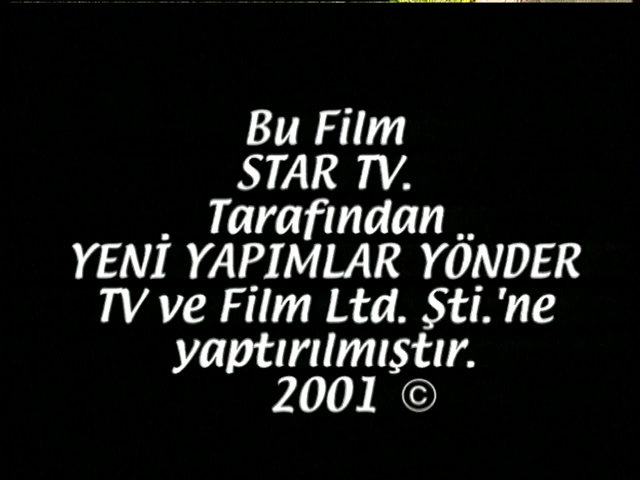 Bu Film
STAR TV.
Tarafından
YENİ YAPIMLAR YÖNDER
TV ve Film Ltd. Şti.'ne
yaptırılmıştır.
2001 ©